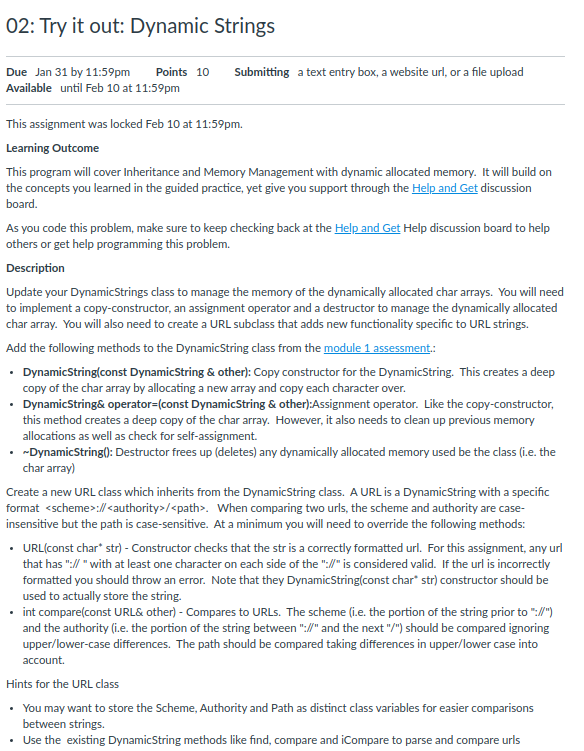 02: Try it out: Dynamic Strings
Due Jan 31 by 11:59pm Points 10 Submitting a text entry box, a website url, or a file upload
Available until Feb 10 at 11:59pm
This assignment was locked Feb 10 at 11:59pm.
Learning Outcome
This program will cover Inheritance and Memory Management with dynamic allocated memory. It will build on
the concepts you learned in the guided practice, yet give you support through the Help and Get discussion
board.
As you code this problem, make sure to keep checking back at the Help and Get Help discussion board to help
others or get help programming this problem.
Description
Update your DynamicStrings class to manage the memory of the dynamically allocated char arrays. You will need
to implement a copy-constructor, an assignment operator and a destructor to manage the dynamically allocated
char array. You will also need to create a URL subclass that adds new functionality specific to URL strings.
Add the following methods to the DynamicString class from the module 1 assessment.:
• DynamicString(const DynamicString & other): Copy constructor for the DynamicString. This creates a deep
copy of the char array by allocating a new array and copy each character over.
• DynamicString& operator=(const DynamicString & other):Assignment operator. Like the copy-constructor,
this method creates a deep copy of the char array. However, it also needs to clean up previous memory
allocations as well as check for self-assignment.
• ~DynamicString(): Destructor frees up (deletes) any dynamically allocated memory used be the class (i.e. the
char array)
Create a new URL class which inherits from the DynamicString class. A URL is a DynamicString with a specific
format <scheme>://<authority>/<path>. When comparing two urls, the scheme and authority are case-
insensitive but the path is case-sensitive. At a minimum you will need to override the following methods:
• URL(const char* str) - Constructor checks that the str is a correctly formatted url. For this assignment, any url
that has ":// " with at least one character on each side of the "://" is considered valid. If the url is incorrectly
formatted you should throw an error. Note that they DynamicString(const char* str) constructor should be
used to actually store the string.
• int compare(const URL& other) - Compares to URLs. The scheme (i.e. the portion of the string prior to "://")
and the authority (i.e. the portion of the string between "://" and the next "/") should be compared ignoring
upper/lower-case differences. The path should be compared taking differences in upper/lower case into
account.
Hints for the URL class
• You may want to store the Scheme, Authority and Path as distinct class variables for easier comparisons
between strings.
• Use the existing DynamicString methods like find, compare and iCompare to parse and compare urls